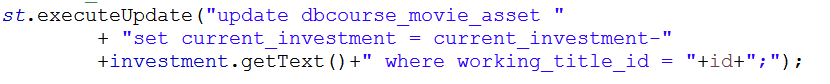 st.executeUpdate("update dbcourse_movie_asset "
+ "set current_investment = current_investment-"
+investment.getText()+" where working_title_id = "+id+";");